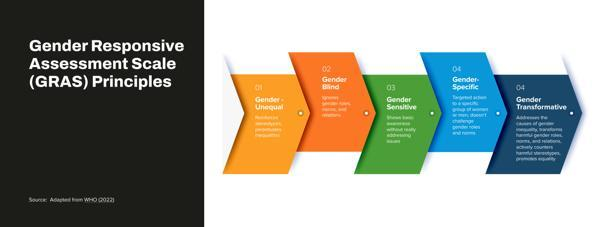 Gender Responsive
Assessment Scale
(GRAS) Principles
Source: Adapted from WHO (2022)
01
Gender -
Unequal
Reinforces
stereotypes,
perpetuates
inequalities
02
Gender
Blind
Ignores
gender roles,
norms, and
relations
03
Gender
Sensitive
Shows basic
awareness
without really
addressing
issues
04
Gender-
Specific
Targeted action
to a specific
group of women
or men; doesn't
challenge
gender roles
and norms
04
Gender
Transformative
Addresses the
causes of gender
inequality, transforms
harmful gender roles,
norms, and relations,
actively counters
harmful stereotypes,
promotes equality